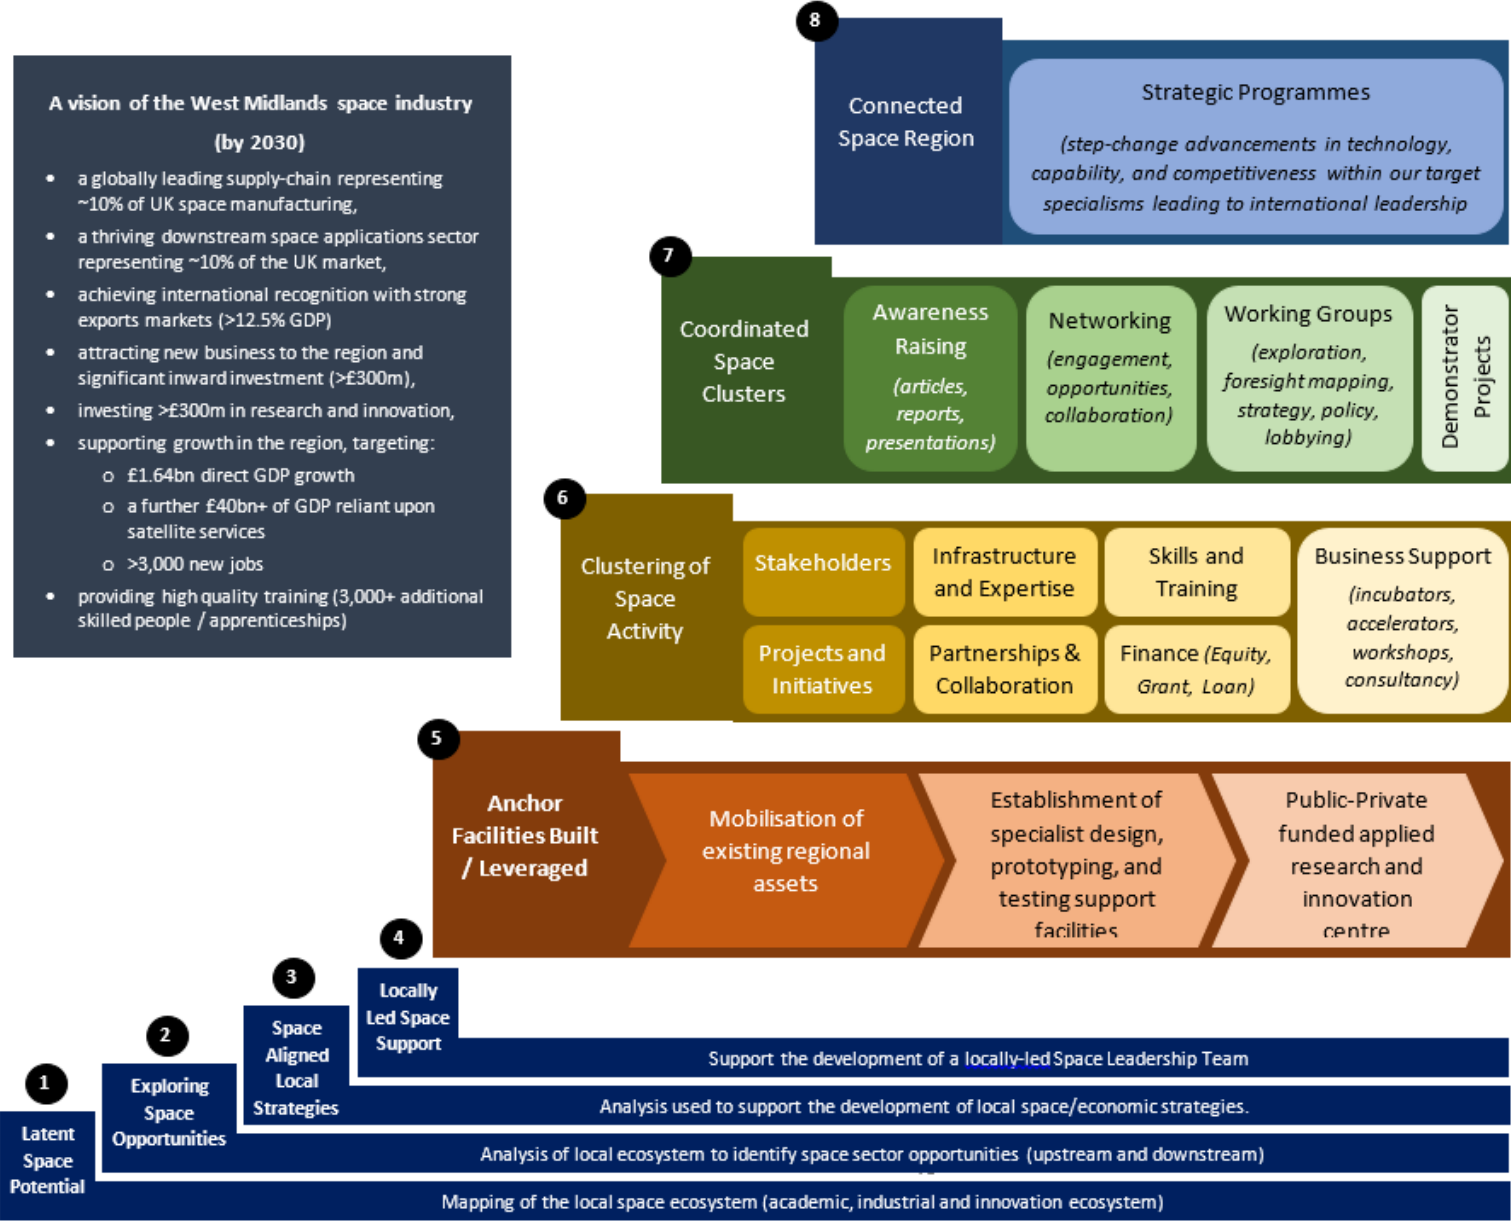 A vision of the West Midlands space industry
(by 2030)
• a globally leading supply-chain representing
~10% of UK space manufacturing,
• a thriving downstream space applications sector
representing ~10% of the UK market,
• achieving international recognition with strong
exports markets (>12.5% GDP)
• attracting new business to the region and
significant inward investment (>£300m),
• investing >£300m in research and innovation,
• supporting growth in the region, targeting:
o £1.64bn direct GDP growth
o a further £40bn+ of GDP reliant upon
satellite services
o >3,000 new jobs
• providing high quality training (3,000+ additional
skilled people / apprenticeships)
8
Connected
Space Region
Strategic Programmes
(step-change advancements in technology,
capability, and competitiveness within our target
specialisms leading to international leadership
7
Coordinated
Space
Clusters
Awareness
Raising
(articles,
reports,
presentations)
Networking
(engagement,
opportunities,
collaboration)
Working Groups
(exploration,
foresight mapping,
strategy, policy,
lobbying)
Demonstrator
Projects
6
Clustering of
Space
Activity
Stakeholders
Projects and
Initiatives
Infrastructure
and Expertise
Partnerships &
Collaboration
Skills and
Training
Finance (Equity,
Grant, Loan)
Business Support
(incubators,
accelerators,
workshops,
consultancy)
5
Anchor
Facilities Built
/ Leveraged
Mobilisation of
existing regional
assets
Establishment of
specialist design,
prototyping, and
testing support
facilities
Public-Private
funded applied
research and
innovation
centre
4
Locally
Led Space
Support
Support the development of a locally-led Space Leadership Team
3
Space
Aligned
Local
Strategies
Analysis used to support the development of local space/economic strategies.
2
Exploring
Space
Opportunities
Analysis of local ecosystem to identify space sector opportunities (upstream and downstream)
1
Latent
Space
Potential
Mapping of the local space ecosystem (academic, industrial and innovation ecosystem)